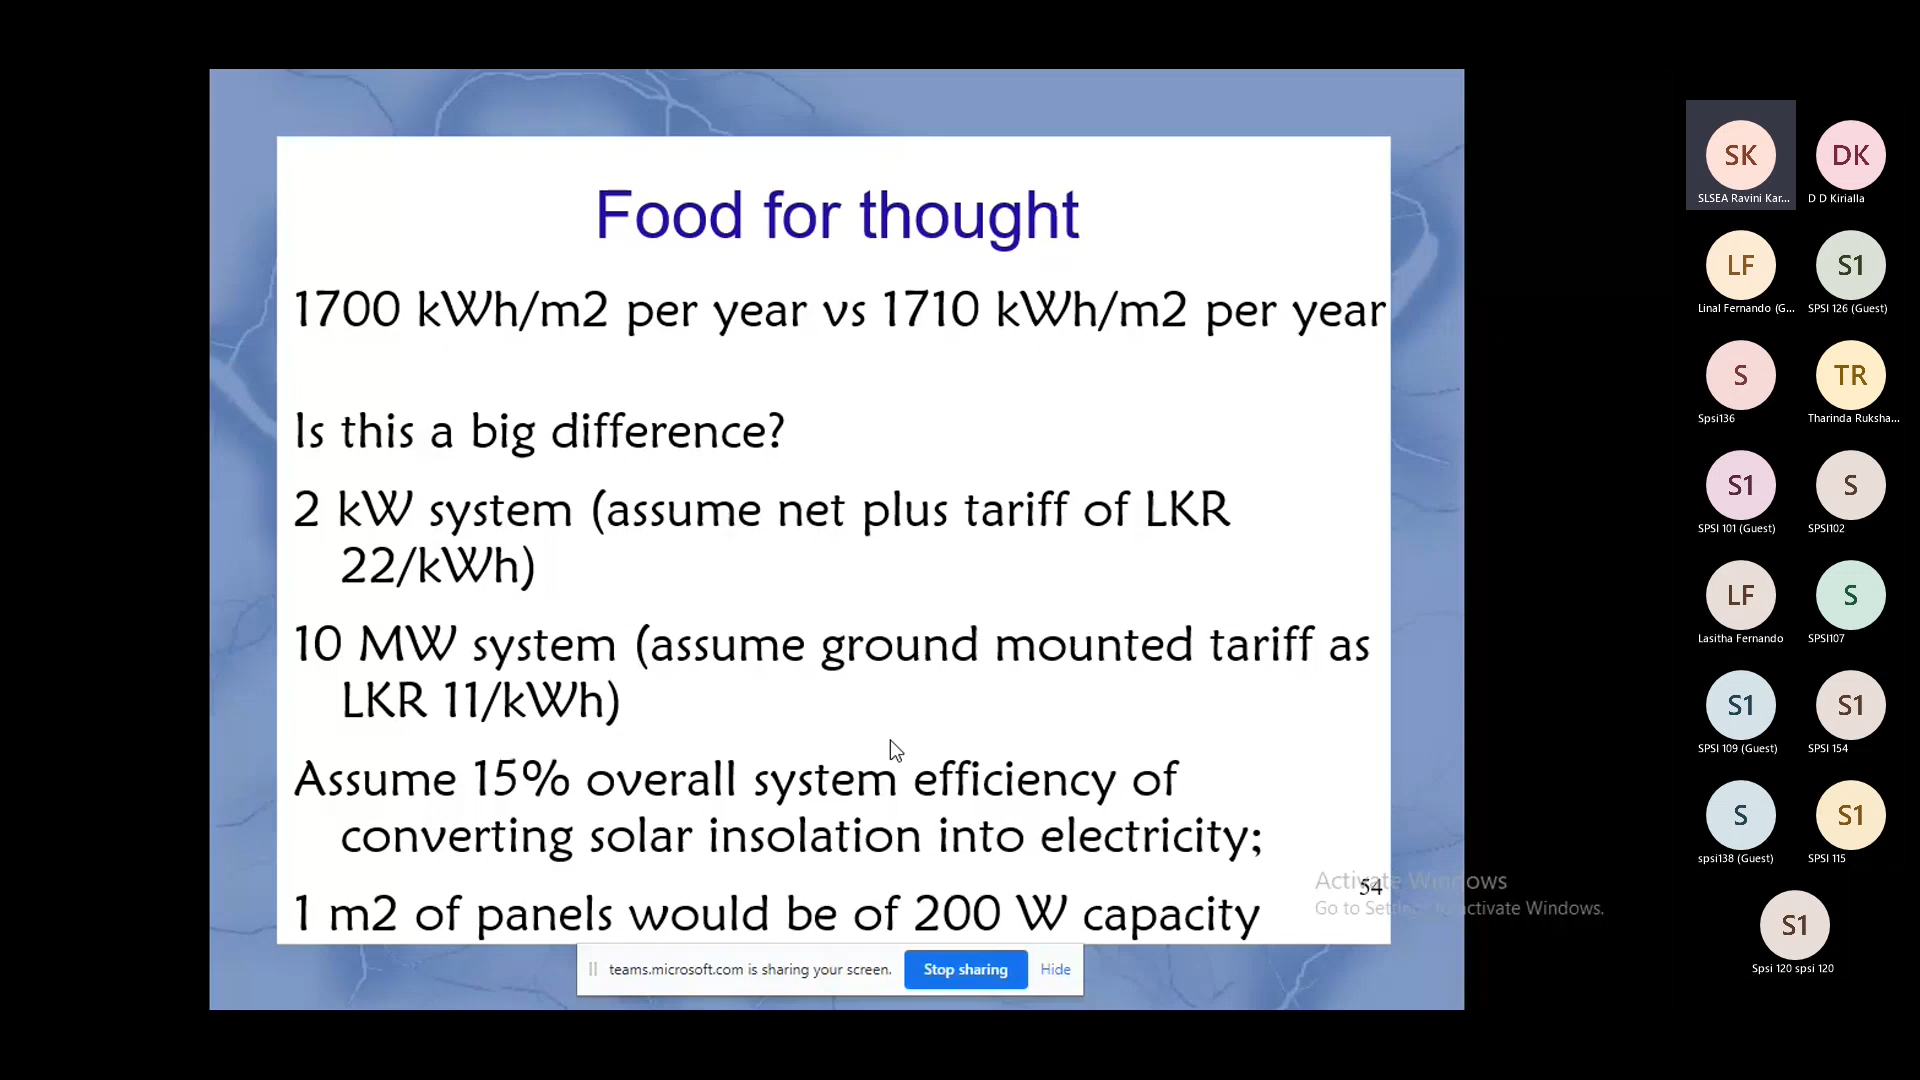 Food for thought
1700 kWh/m2 per year vs 1710 kWh/m2 per year
Is this a big difference?
2 kW system (assume net plus tariff of LKR
22/kWh)
10 MW system (assume ground mounted tariff as
LKR 11/kWh)
Assume 15% overall system efficiency of
converting solar insolation into electricity;
1 m2 of panels would be of 200 W capacity
54
Activate Windows
Go to Settings to activate Windows.
teams.microsoft.com is sharing your screen.
Stop sharing
Hide
SK
SLSEA Ravini Kar...
DK
D D Kirialla
LF
Linal Fernando (G...
S1
SPSI 126 (Guest)
S
Spsi136
TR
Tharinda Ruksha...
S1
SPSI 101 (Guest)
S
SPSI102
LF
Lasitha Fernando
S
SPSI107
S1
SPSI 109 (Guest)
S1
SPSI 154
S
spsi138 (Guest)
S1
SPSI 115
S1
Spsi 120 spsi 120